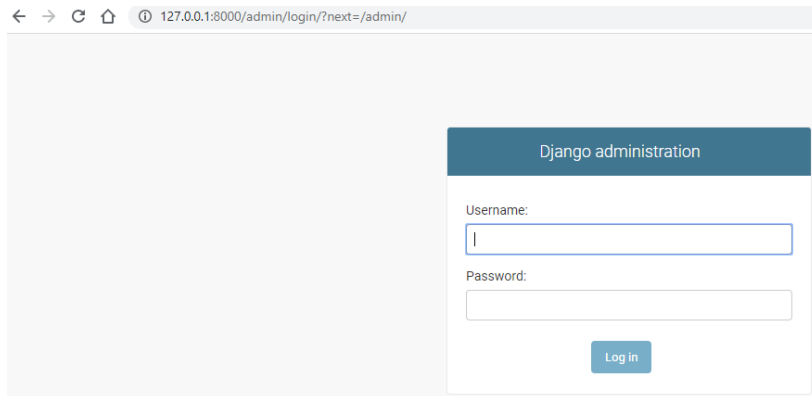 127.0.0.1:8000/admin/login/?next=/admin/
Django administration
Username:
Password:
Log in